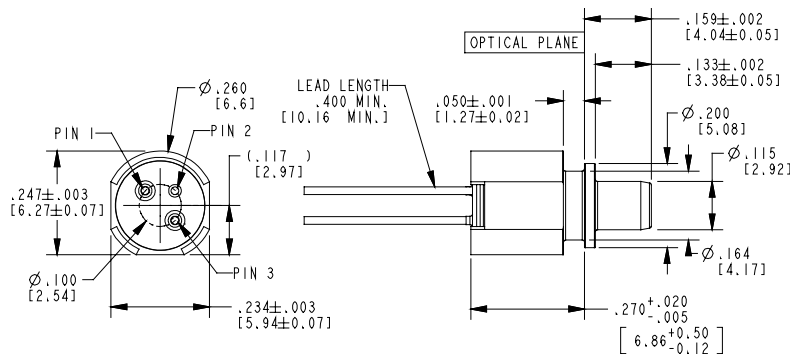 .159±.002
[4.04±0.05]
OPTICAL PLANE
.133±.002
[3.38±0.05]
Ø.260
[6.6]
LEAD LENGTH
.400 MIN.
[10.16 MIN.]
.050±.001
[1.27±0.02]
Ø.200
[5.08]
PIN 1
PIN 2
(.117 )
[2.97]
Ø.115
[2.92]
.247±.003
[6.27±0.07]
Ø.100
[2.54]
PIN 3
Ø.164
[4.17]
.234±.003
[5.94±0.07]
.270+.020
-.005
[6.86+0.50
-0.12]